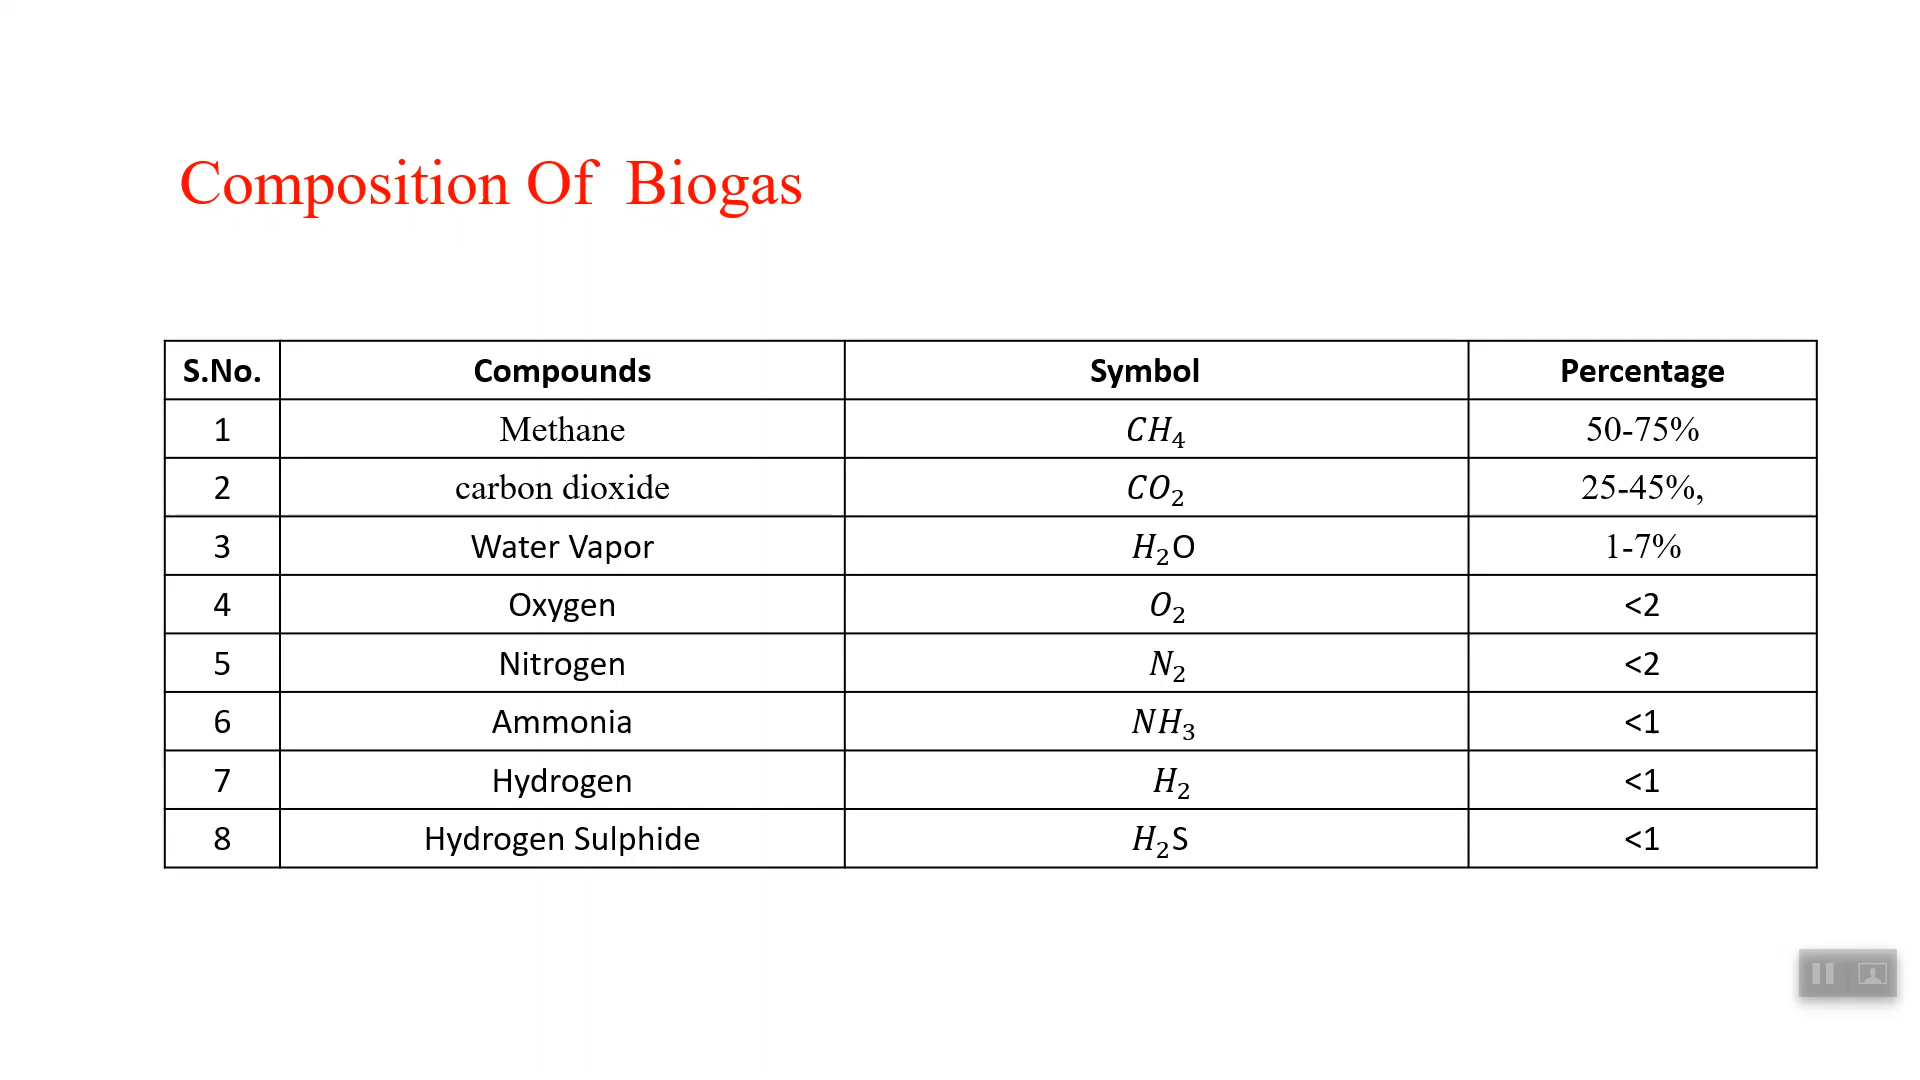 Composition Of  Biogas
S.No. Compounds Symbol Percentage
1 Methane CH₄ 50-75%
2 carbon dioxide CO₂ 25-45%,
3 Water Vapor H₂O 1-7%
4 Oxygen O₂ <2
5 Nitrogen N₂ <2
6 Ammonia NH₃ <1
7 Hydrogen H₂ <1
8 Hydrogen Sulphide H₂S <1